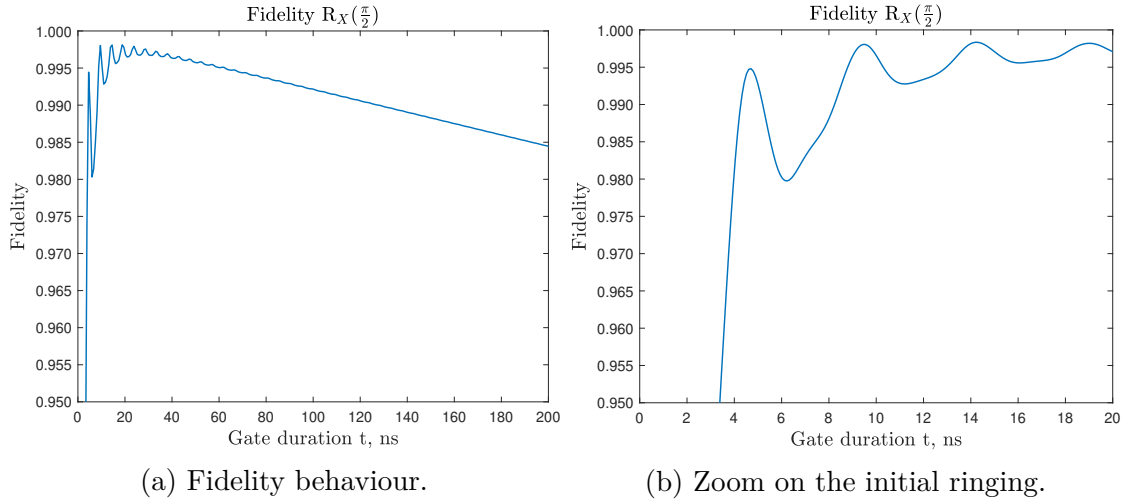 Fidelity R_X(π/2)
1.000
0.995
0.990
0.985
0.980
0.975
0.970
0.965
0.960
0.955
0.950
Fidelity
0 20 40 60 80 100 120 140 160 180 200
Gate duration t, ns
(a) Fidelity behaviour.
Fidelity R_X(π/2)
1.000
0.995
0.990
0.985
0.980
0.975
0.970
0.965
0.960
0.955
0.950
Fidelity
0 2 4 6 8 10 12 14 16 18 20
Gate duration t, ns
(b) Zoom on the initial ringing.